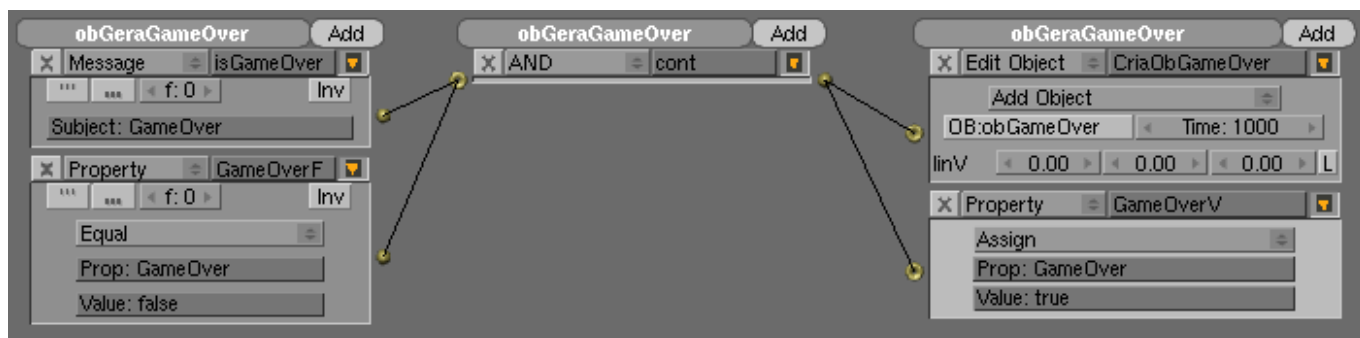 obGeraGameOver Add
X Message isGameOver
f: 0 Inv
Subject: GameOver
X Property GameOverF
f: 0 Inv
Equal
Prop: GameOver
Value: false
obGeraGameOver Add
X AND cont
obGeraGameOver Add
X Edit Object CriaObGameOver
Add Object
OB:obGameOver Time: 1000
linV 0.00 0.00 0.00 L
X Property GameOverV
Assign
Prop: GameOver
Value: true